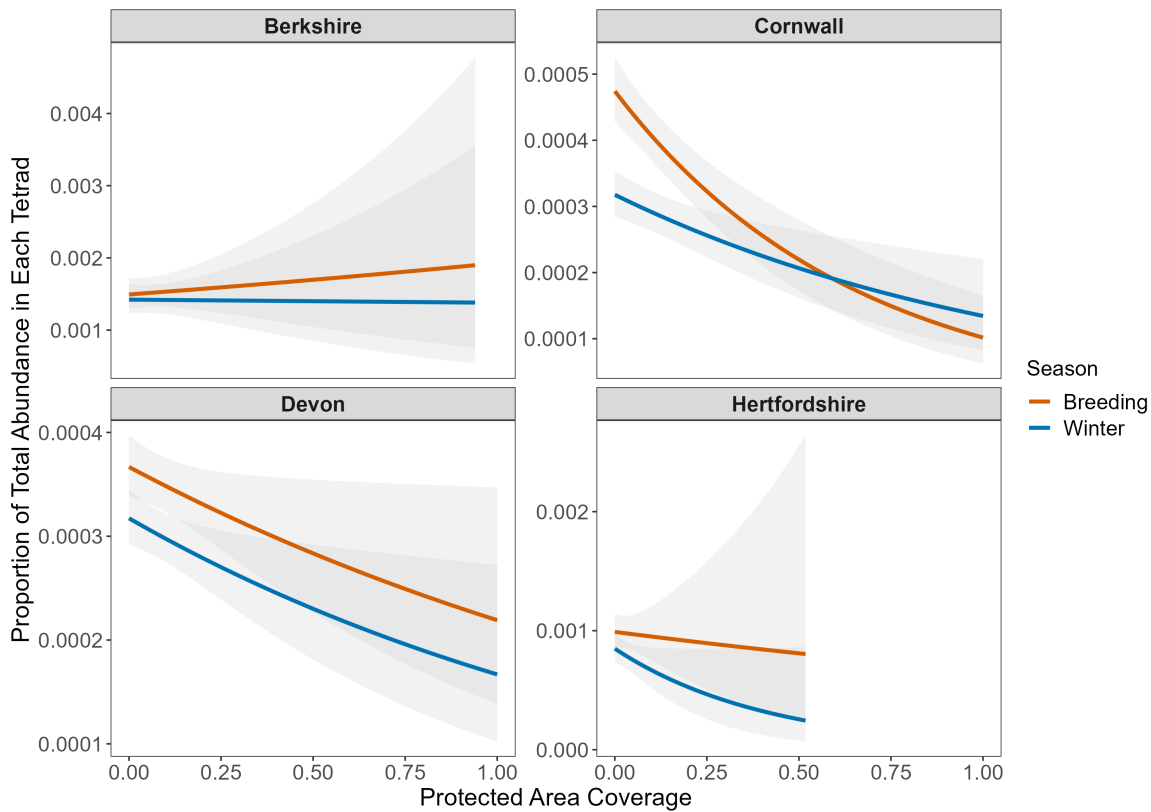 Berkshire
Cornwall
0.004
0.003
0.002
0.001
0.0005
0.0004
0.0003
0.0002
0.0001
Devon
Hertfordshire
0.0004
0.0003
0.0002
0.0001
0.002
0.001
0.000
0.00 0.25 0.50 0.75 1.00
0.00 0.25 0.50 0.75 1.00
Protected Area Coverage
Proportion of Total Abundance in Each Tetrad
Season
Breeding
Winter